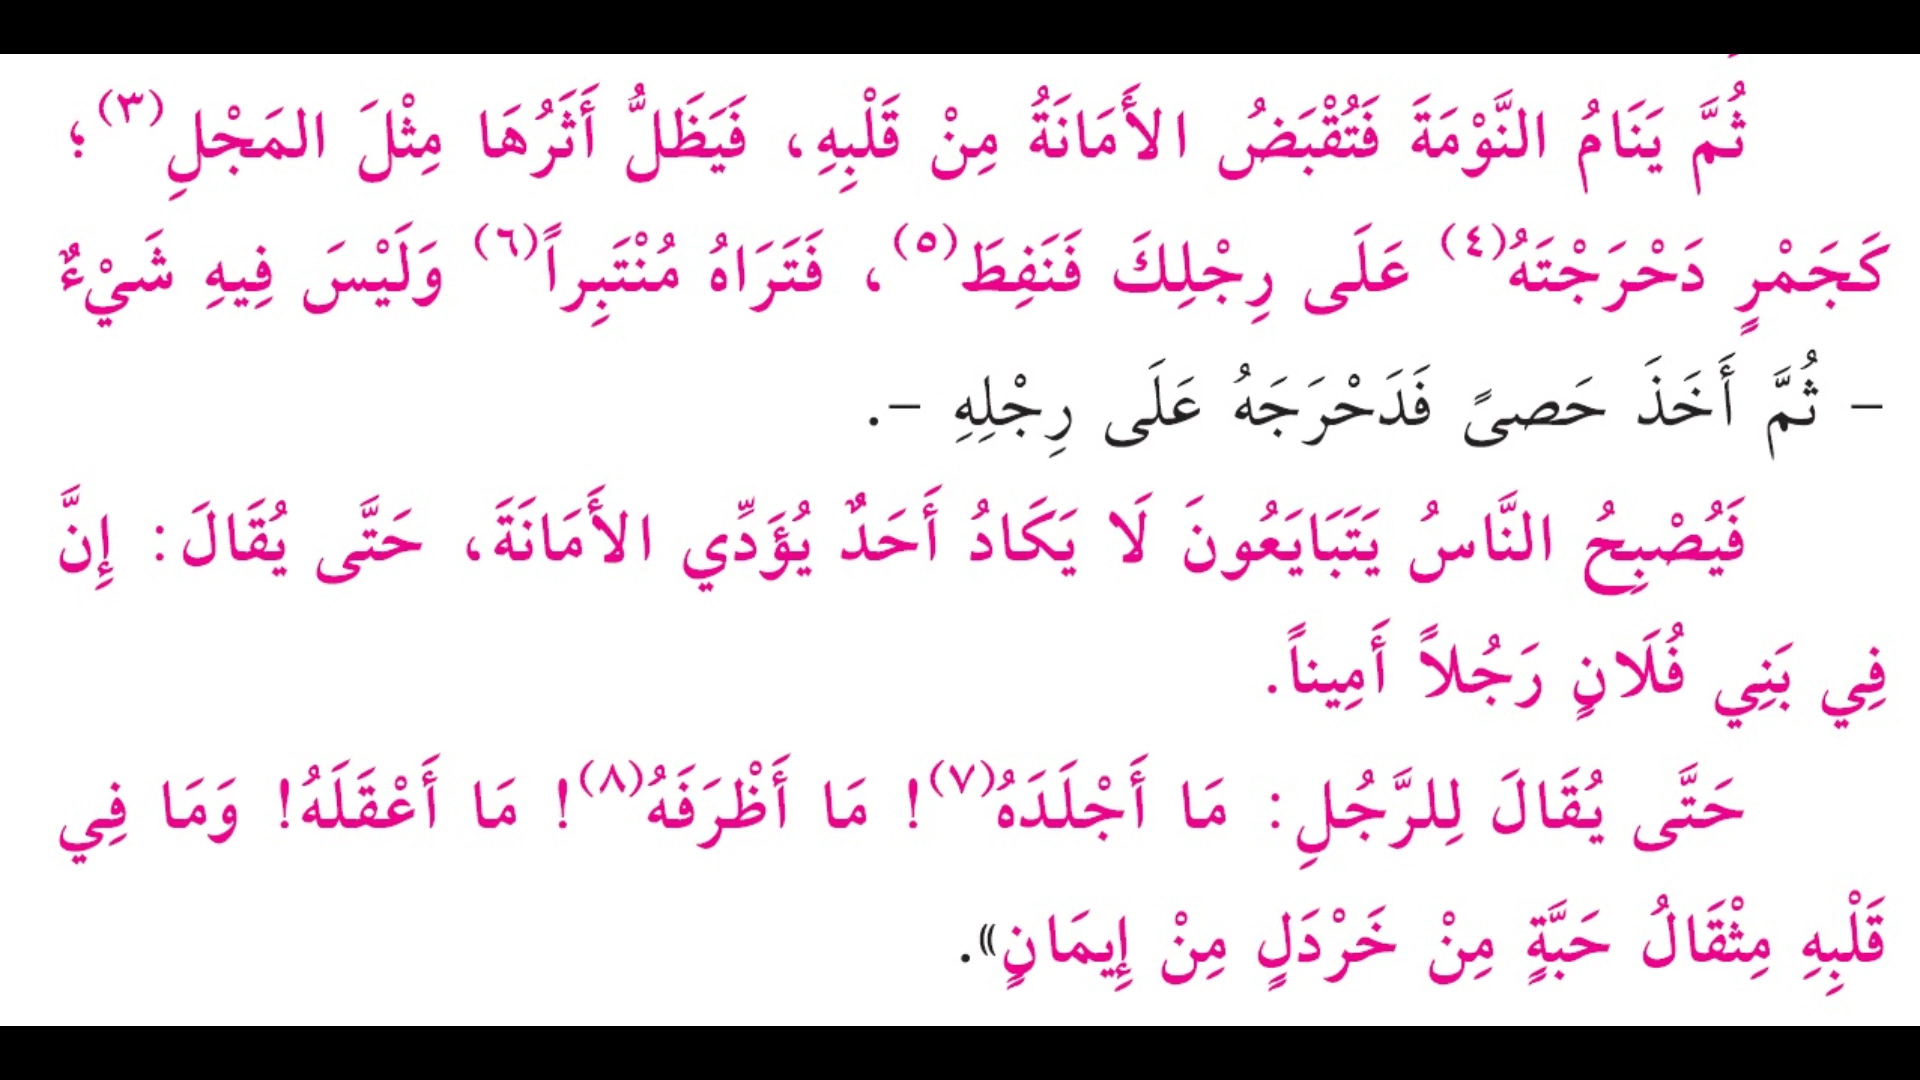 ثُمَّ يَنَامُ النَّوْمَةَ فَتُقْبَضُ الأَمَانَةُ مِنْ قَلْبِهِ، فَيَظَلُّ أَثَرُهَا مِثْلَ المَجْلِ(٣)؛
كَجَمْرٍ دَحْرَجْتَهُ(٤) عَلَى رِجْلِكَ فَنَفِطَ(٥)، فَتَرَاهُ مُنْتَبِراً(٦) وَلَيْسَ فِيهِ شَيْءٌ
- ثُمَّ أَخَذَ حَصىً فَدَحْرَجَهُ عَلَى رِجْلِهِ -.
فَيُصْبِحُ النَّاسُ يَتَبَايَعُونَ لَا يَكَادُ أَحَدٌ يُؤَدِّي الأَمَانَةَ، حَتَّى يُقَالَ: إِنَّ
فِي بَنِي فُلَانٍ رَجُلاً أَمِيناً.
حَتَّى يُقَالَ لِلرَّجُلِ: مَا أَجْلَدَهُ(٧)! مَا أَظْرَفَهُ(٨)! مَا أَعْقَلَهُ! وَمَا فِي
قَلْبِهِ مِثْقَالُ حَبَّةٍ مِنْ خَرْدَلٍ مِنْ إِيمَانٍ».